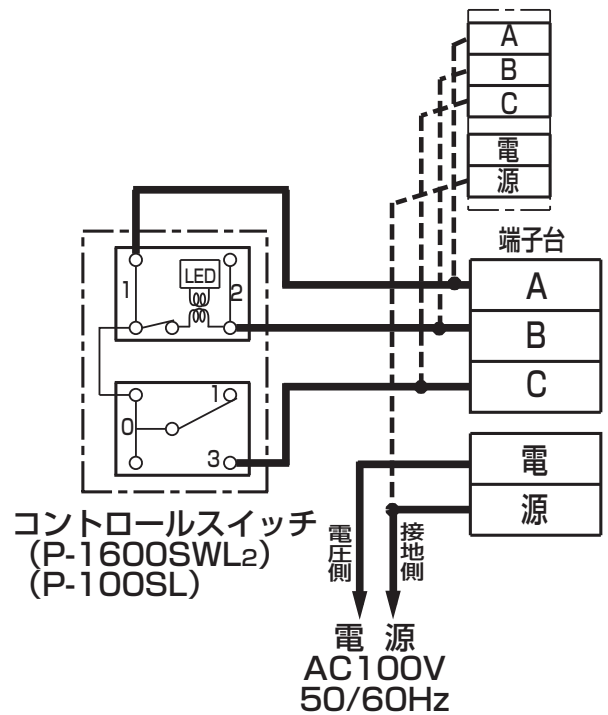 A
B
C
電
源
端子台
A
B
C
電
源
1
LED
2
1
0
3
コントロールスイッチ
(P-1600SWL2)
(P-100SL)
電圧側
接地側
電 源
AC100V
50/60Hz